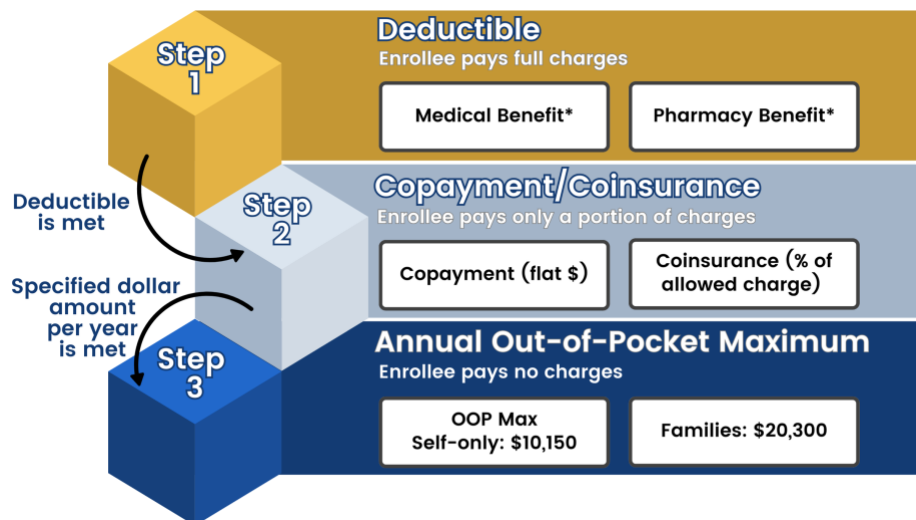 Step
1
Deductible
Enrollee pays full charges
Medical Benefit*
Pharmacy Benefit*
Deductible
is met
Step
2
Copayment/Coinsurance
Enrollee pays only a portion of charges
Copayment (flat $)
Coinsurance (% of
allowed charge)
Specified dollar
amount
per year
is met
Step
3
Annual Out-of-Pocket Maximum
Enrollee pays no charges
OOP Max
Self-only: $10,150
Families: $20,300